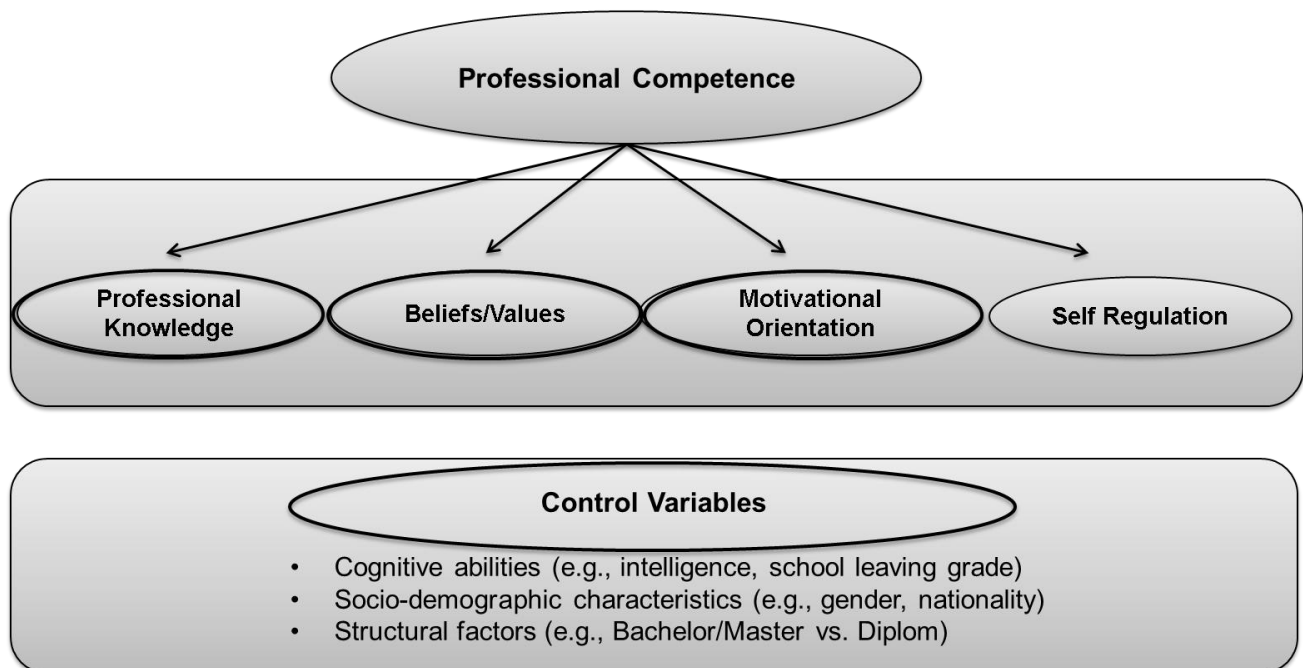 Professional Competence
Professional
Knowledge
Beliefs/Values
Motivational
Orientation
Self Regulation
Control Variables
• Cognitive abilities (e.g., intelligence, school leaving grade)
• Socio-demographic characteristics (e.g., gender, nationality)
• Structural factors (e.g., Bachelor/Master vs. Diplom)